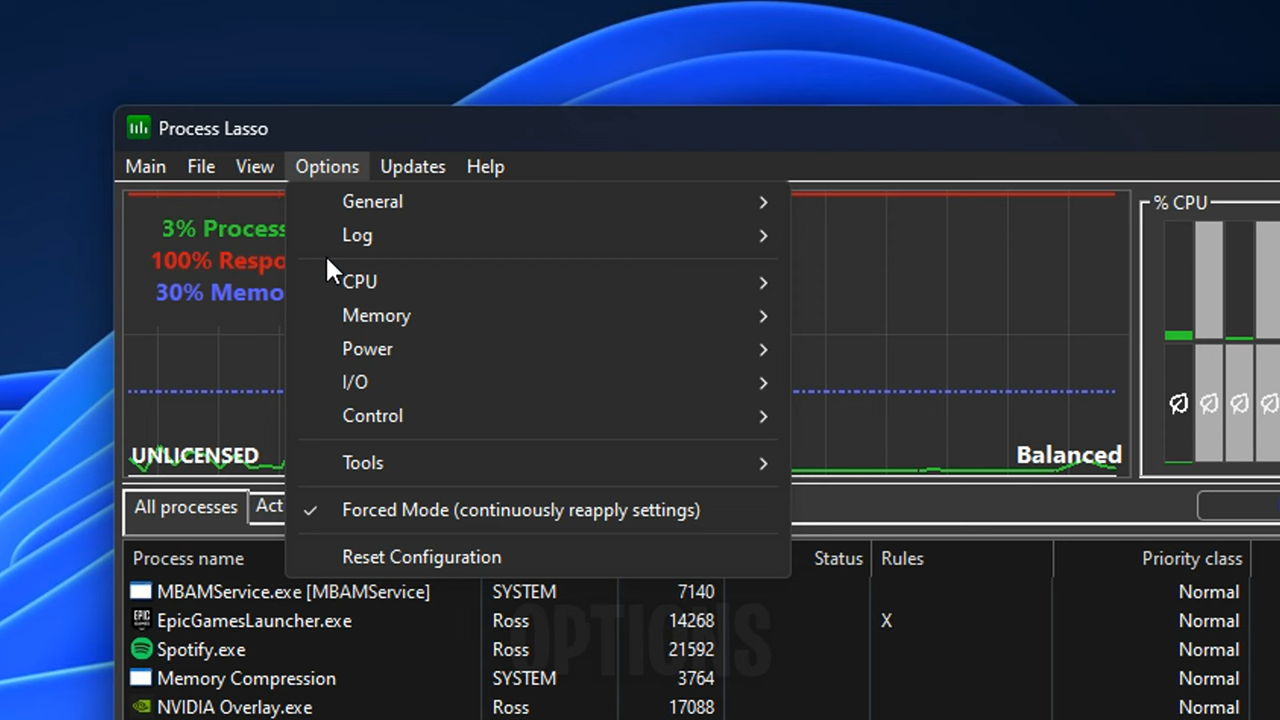 Process Lasso
Main File View Options Updates Help
General
Log
CPU
Memory
Power
I/O
Control
Tools
Forced Mode (continuously reapply settings)
Reset Configuration
3% Process
100% Respo
30% Memo
UNLICENSED
Balanced
% CPU
All processes Act
Process name Status Rules Priority class
MBAMService.exe [MBAMService] SYSTEM 7140 Normal
EpicGamesLauncher.exe Ross 14268 X Normal
Spotify.exe Ross 21592 Normal
Memory Compression SYSTEM 3764 Normal
NVIDIA Overlay.exe Ross 17088 Normal
OPTIONS